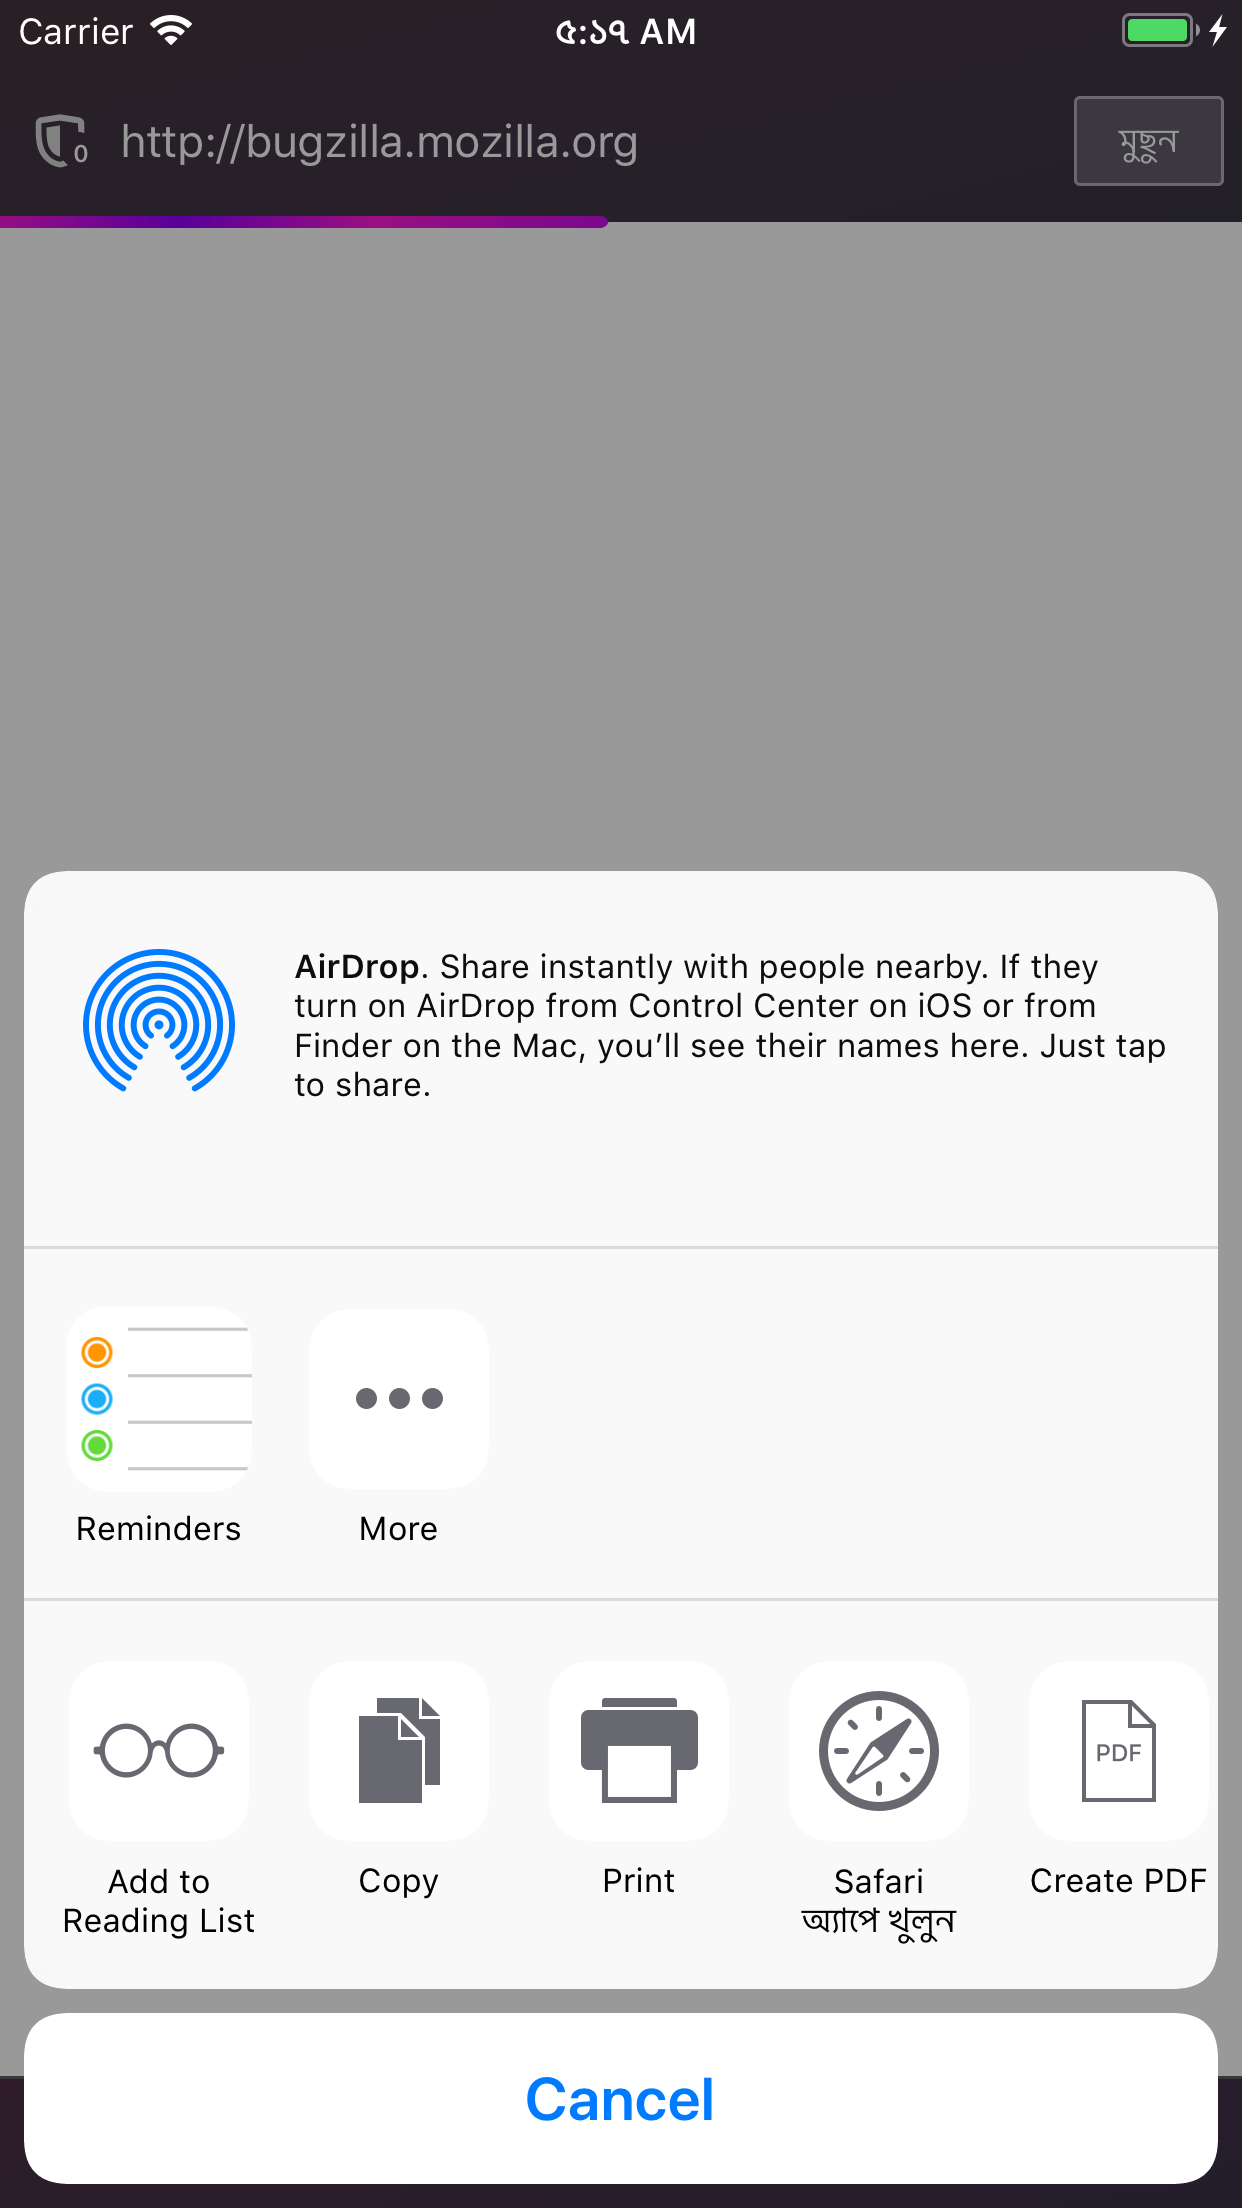 Carrier
৫:১৭ AM
0
http://bugzilla.mozilla.org
মুছুন
AirDrop. Share instantly with people nearby. If they
turn on AirDrop from Control Center on iOS or from
Finder on the Mac, you’ll see their names here. Just tap
to share.
Reminders
More
PDF
Add to
Reading List
Copy
Print
Safari
অ্যাপে খুলুন
Create PDF
Cancel